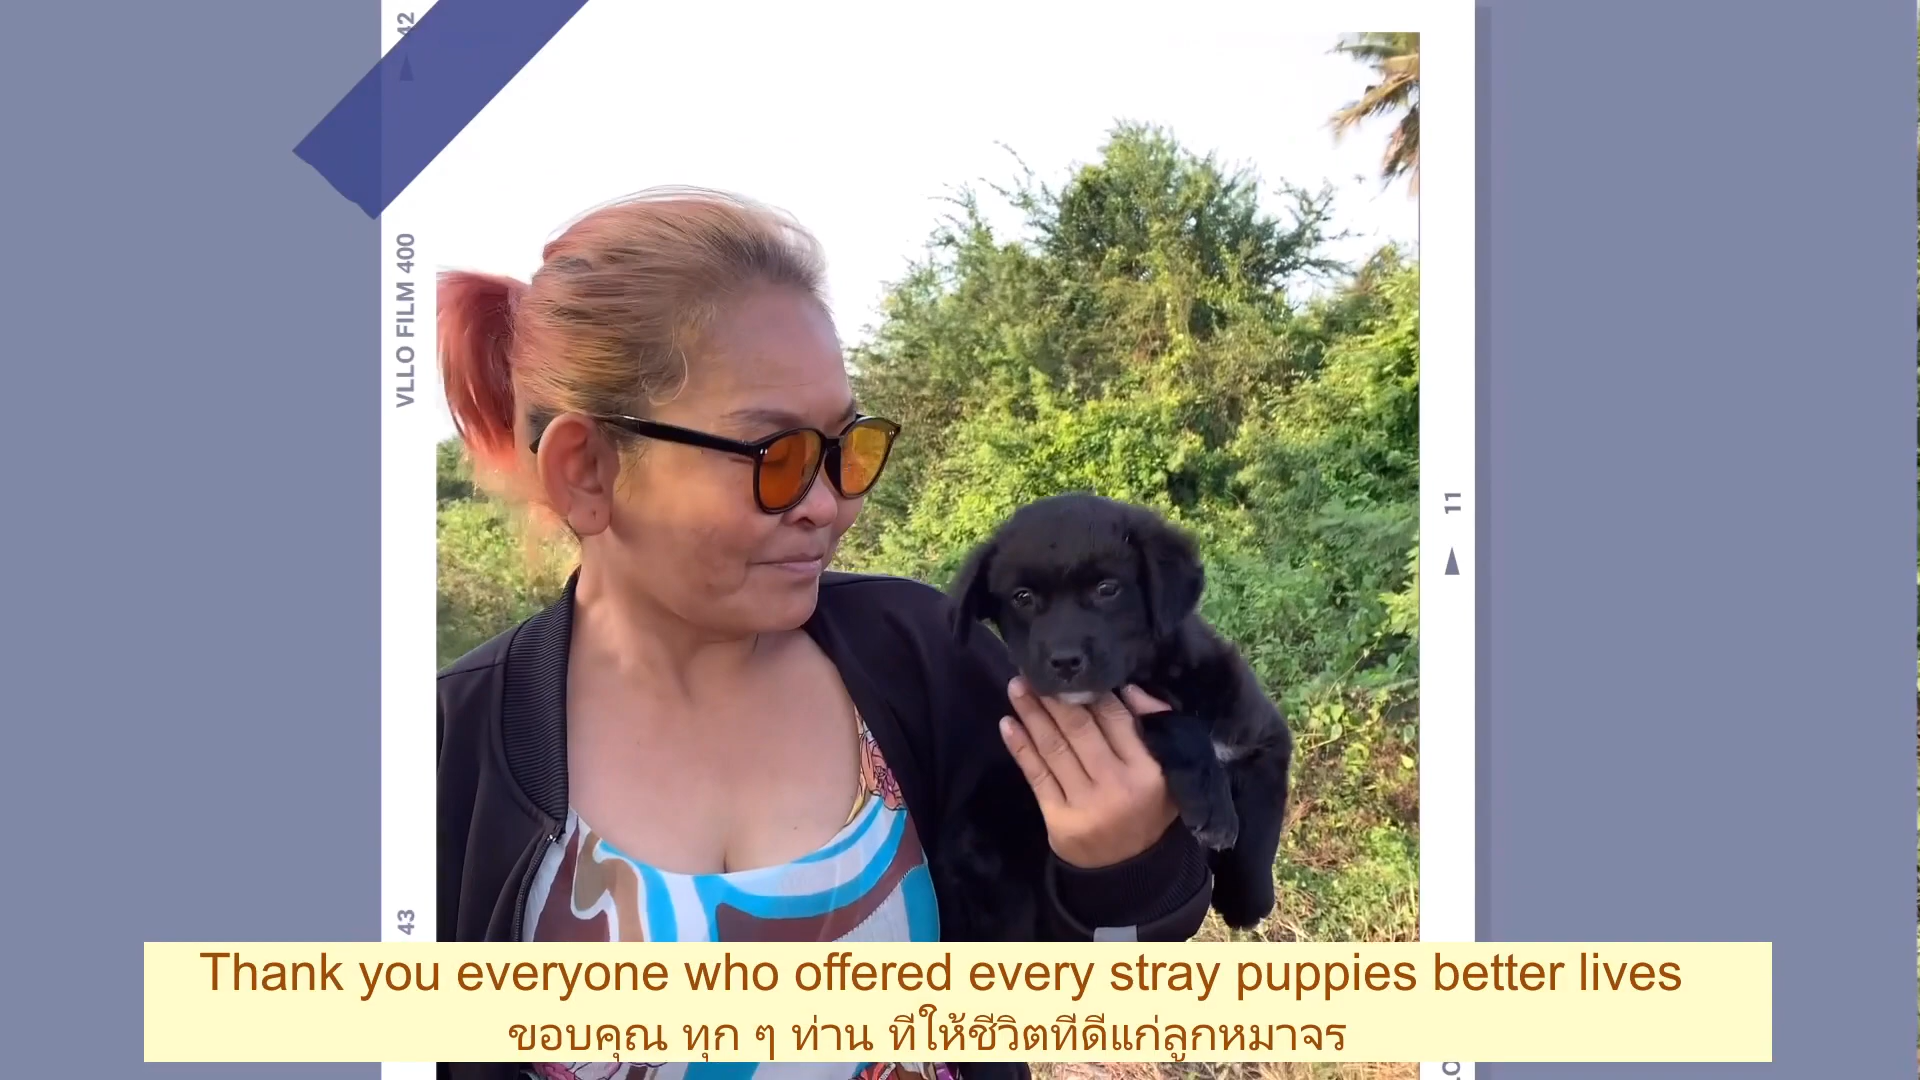 42
VLLO FILM 400
43
11
Thank you everyone who offered every stray puppies better lives
ขอบคุณ ทุก ๆ ท่าน ทีให้ชีวิตทีดีแก่ลูกหมาจร